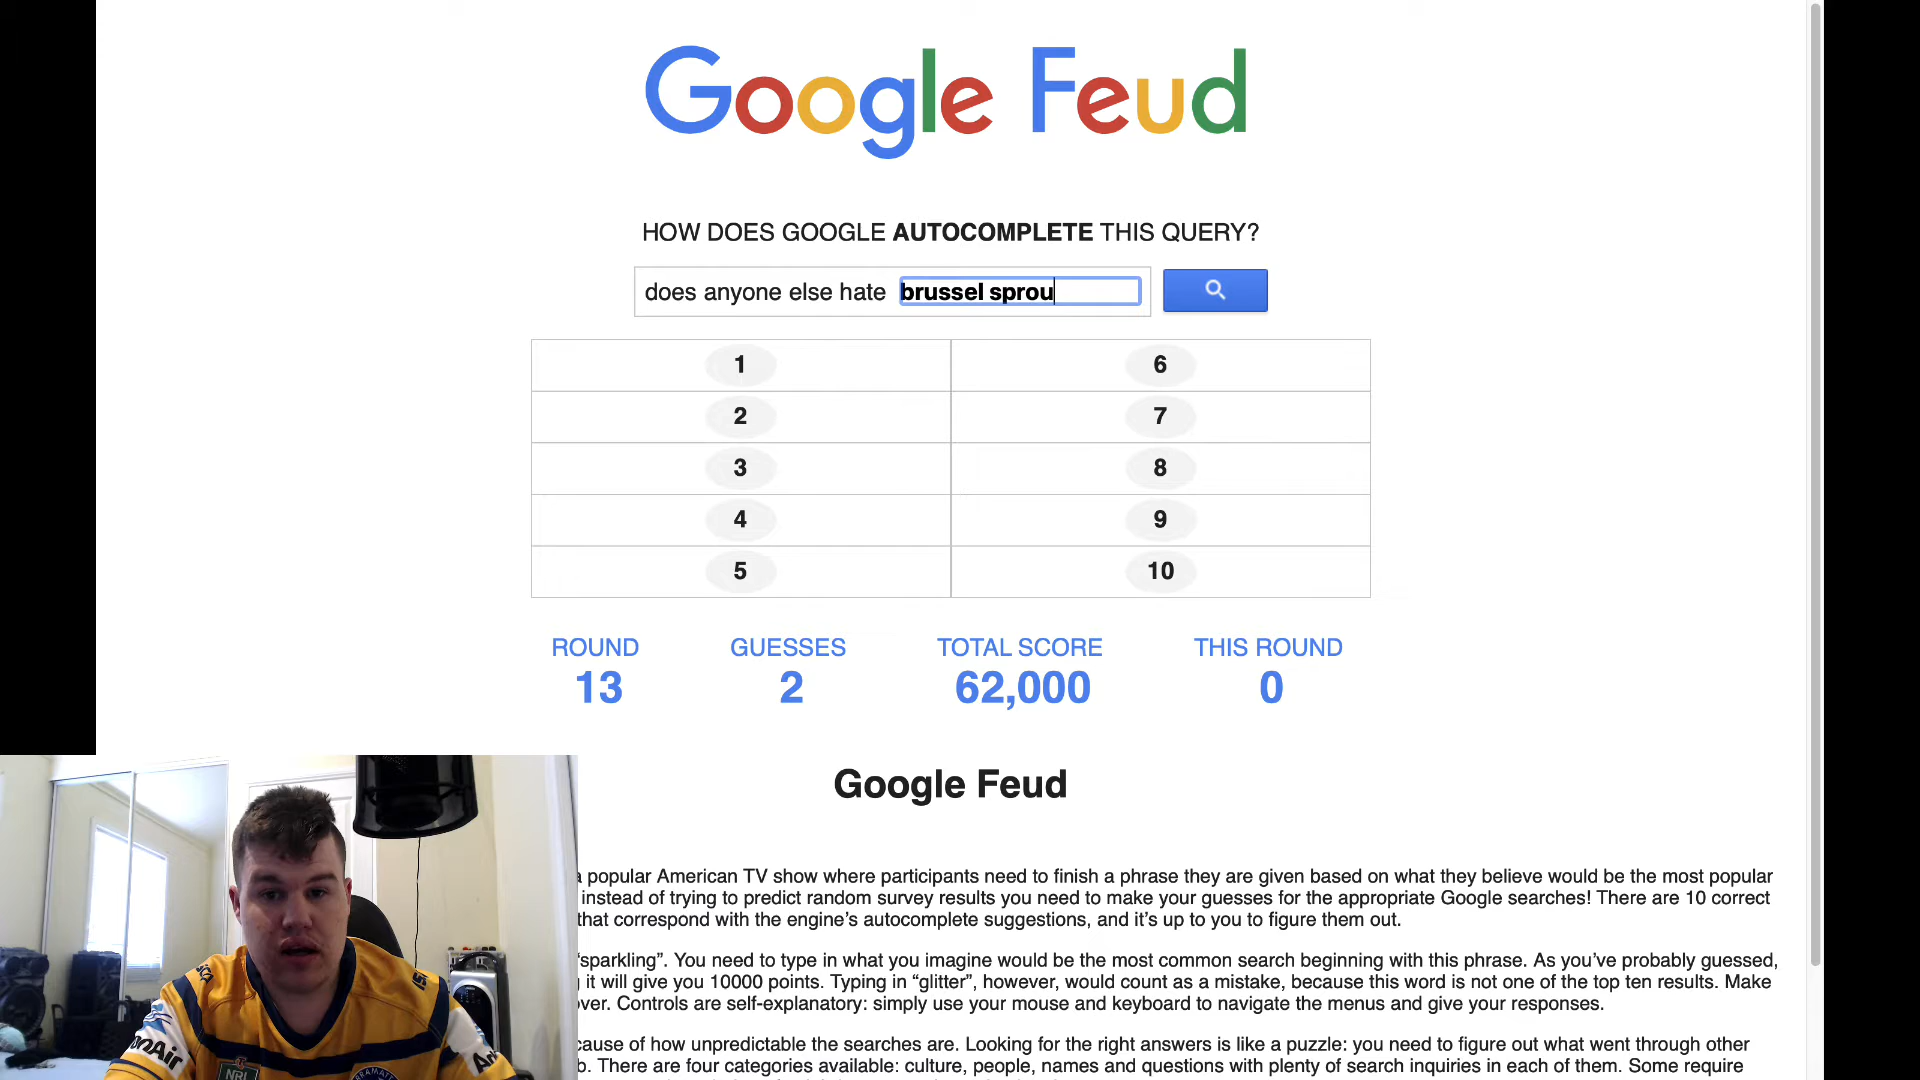 Google Feud
HOW DOES GOOGLE AUTOCOMPLETE THIS QUERY?
does anyone else hate brussel sprou
1 6
2 7
3 8
4 9
5 10
ROUND GUESSES TOTAL SCORE THIS ROUND
13 2 62,000 0
Google Feud
a popular American TV show where participants need to finish a phrase they are given based on what they believe would be the most popular
instead of trying to predict random survey results you need to make your guesses for the appropriate Google searches! There are 10 correct
that correspond with the engine's autocomplete suggestions, and it's up to you to figure them out.
"sparkling". You need to type in what you imagine would be the most common search beginning with this phrase. As you've probably guessed,
it will give you 10000 points. Typing in "glitter", however, would count as a mistake, because this word is not one of the top ten results. Make
over. Controls are self-explanatory: simply use your mouse and keyboard to navigate the menus and give your responses.
cause of how unpredictable the searches are. Looking for the right answers is like a puzzle: you need to figure out what went through other
b. There are four categories available: culture, people, names and questions with plenty of search inquiries in each of them. Some require
NRL